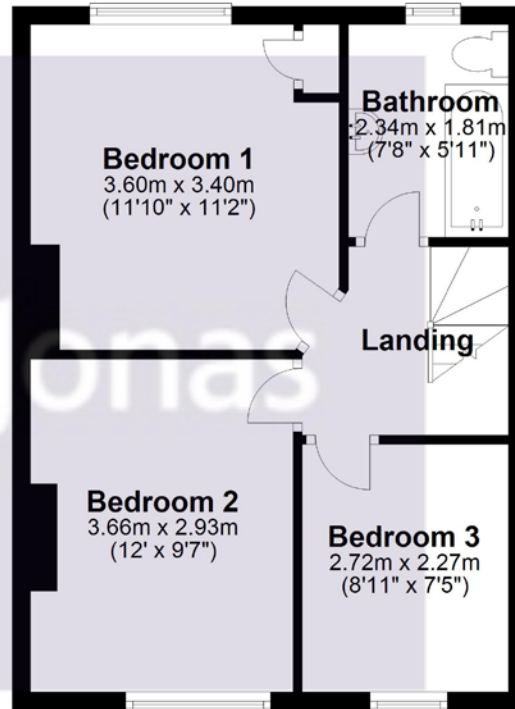 Bedroom 1
3.60m x 3.40m
(11'10" x 11'2")
Bathroom
2.34m x 1.81m
(7'8" x 5'11")
Landing
onas
Bedroom 2
3.66m x 2.93m
(12' x 9'7")
Bedroom 3
2.72m x 2.27m
(8'11" x 7'5")